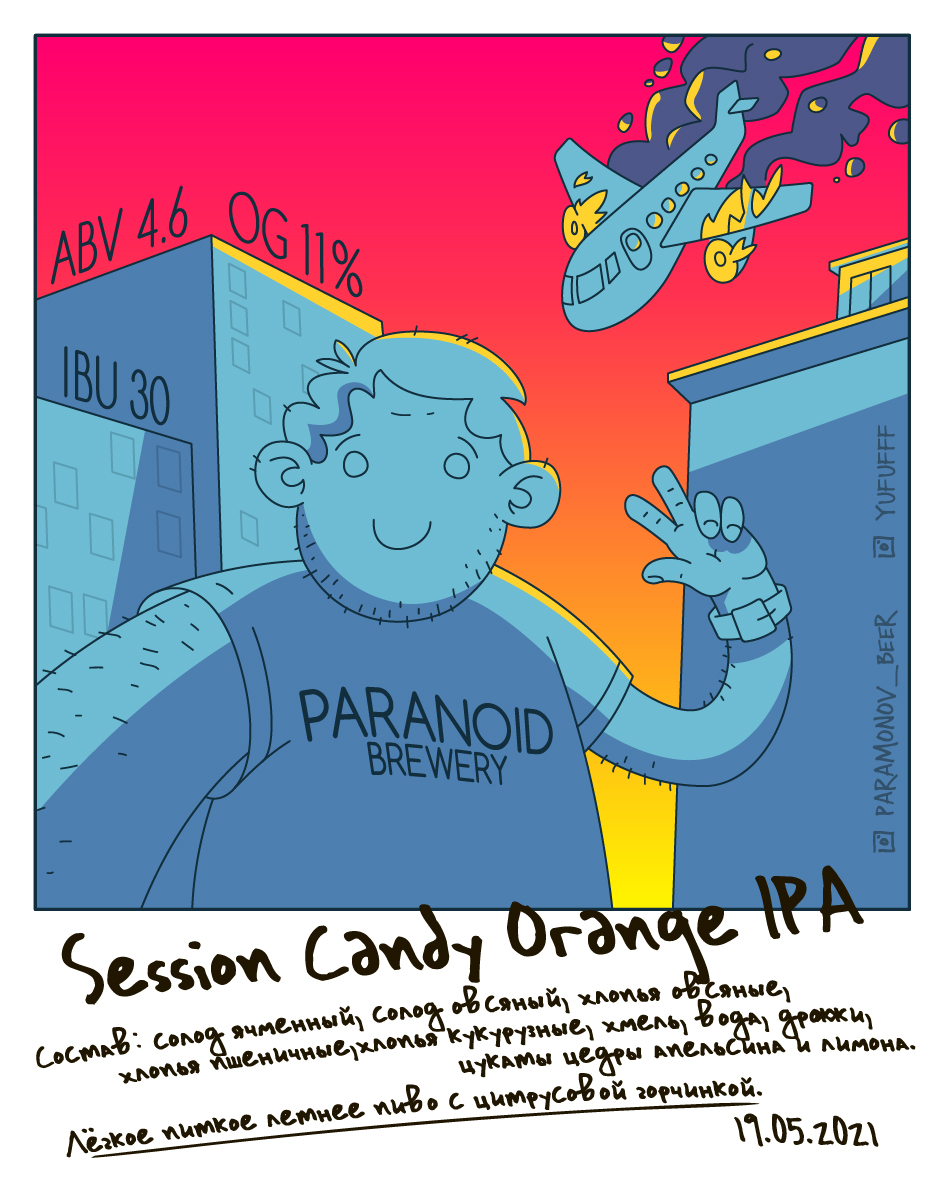 ABV 4.6 OG 11%
IBU 30
YUFUFFF
PARAMONOV_BEER
PARANOID
BREWERY
Session Candy Orange IPA
Состав: солод ячменный, солод овсяный, хлопья овсяные,
хлопья пшеничные, хлопья кукурузные, хмель, вода, дрожжи,
цукаты цедры апельсина и лимона.
Лёгкое питкое летнее пиво с цитрусовой горчинкой.
19.05.2021